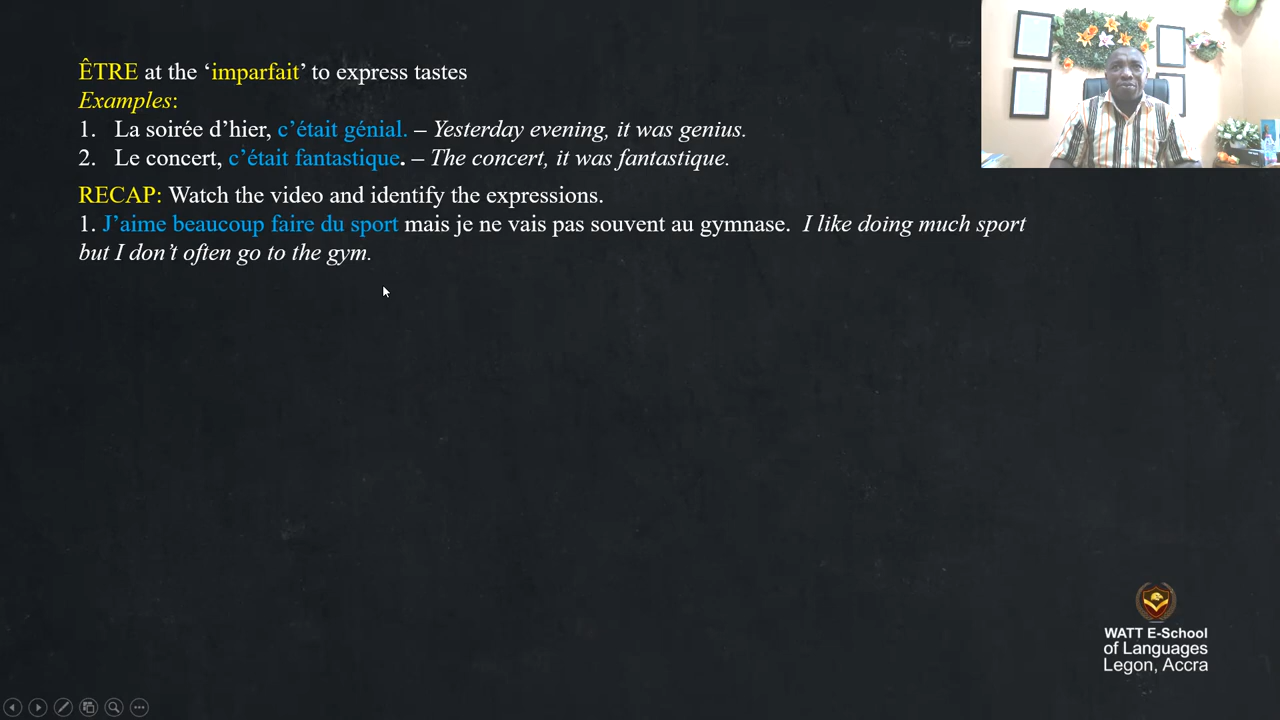 ÊTRE at the ‘imparfait’ to express tastes
Examples:
1. La soirée d’hier, c’était génial. – Yesterday evening, it was genius.
2. Le concert, c’était fantastique. – The concert, it was fantastique.
RECAP: Watch the video and identify the expressions.
1. J’aime beaucoup faire du sport mais je ne vais pas souvent au gymnase. I like doing much sport
but I don’t often go to the gym.
WATT E-School
of Languages
Legon, Accra